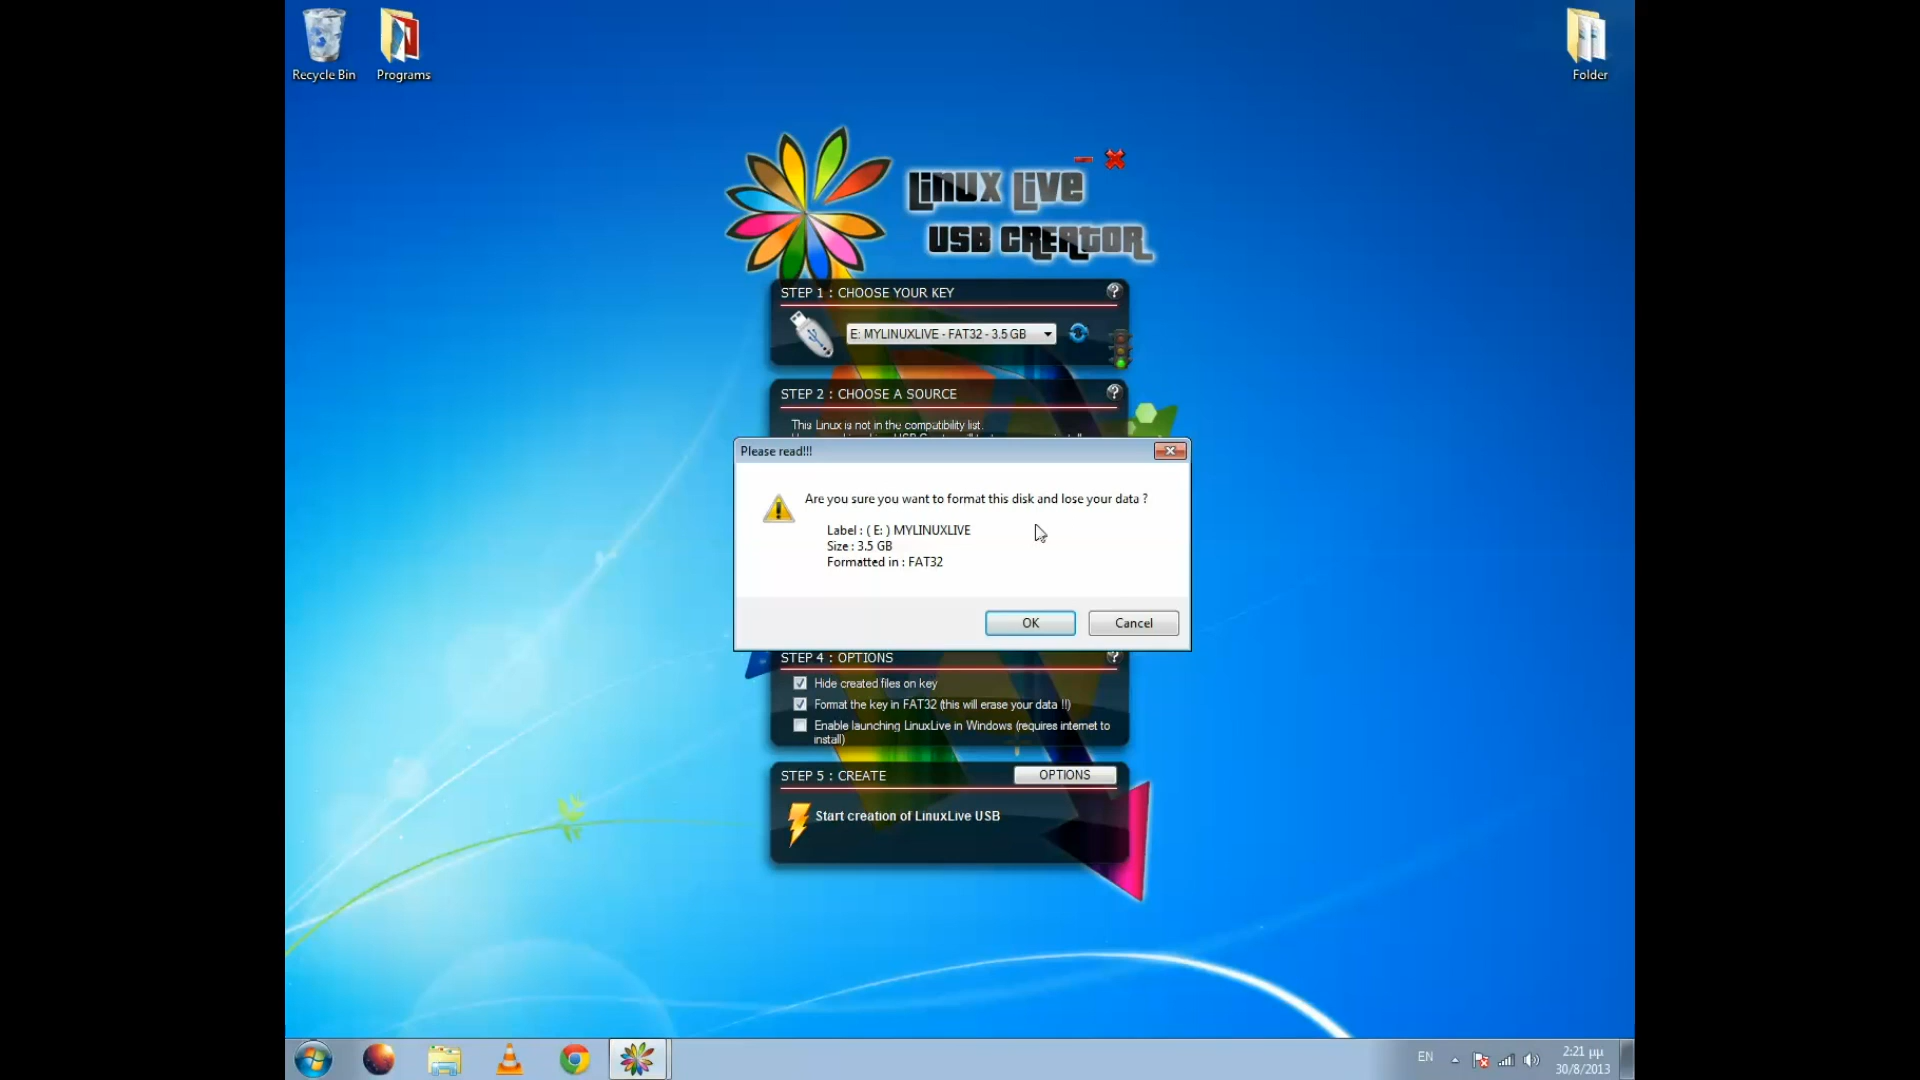 Recycle Bin
Programs
Folder
Linux Live
USB Creator
STEP 1 : CHOOSE YOUR KEY
?
E: MYLINUXLIVE - FAT32 - 3.5 GB
STEP 2 : CHOOSE A SOURCE
?
This Linux is not in the compatibility list.
Please read!!!
Are you sure you want to format this disk and lose your data ?
Label : ( E: ) MYLINUXLIVE
Size : 3.5 GB
Formatted in : FAT32
OK
Cancel
STEP 4 : OPTIONS
?
Hide created files on key
Format the key in FAT32 (this will erase your data !!)
Enable launching LinuxLive in Windows (requires internet to
install)
STEP 5 : CREATE
OPTIONS
Start creation of LinuxLive USB
EN
2:21 μμ
30/8/2013